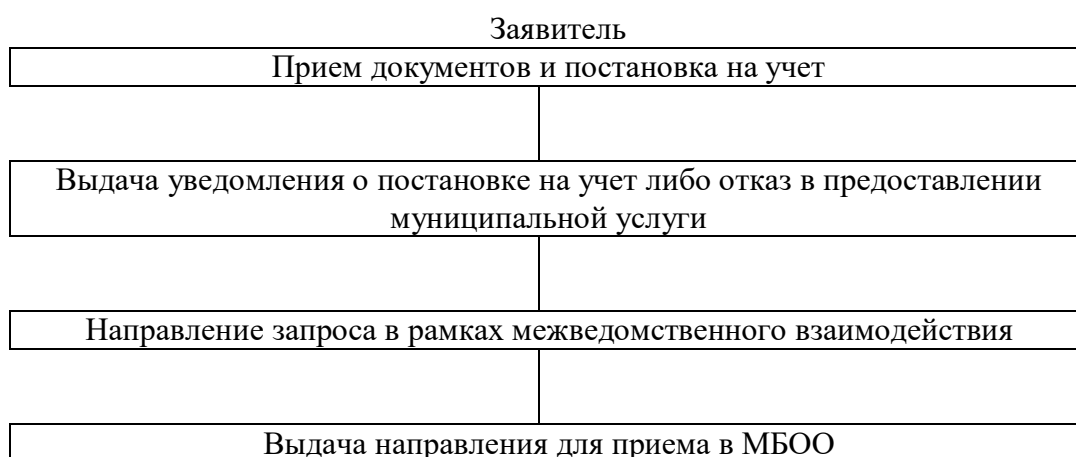 Заявитель
Прием документов и постановка на учет
Выдача уведомления о постановке на учет либо отказ в предоставлении
муниципальной услуги
Направление запроса в рамках межведомственного взаимодействия
Выдача направления для приема в МБОО